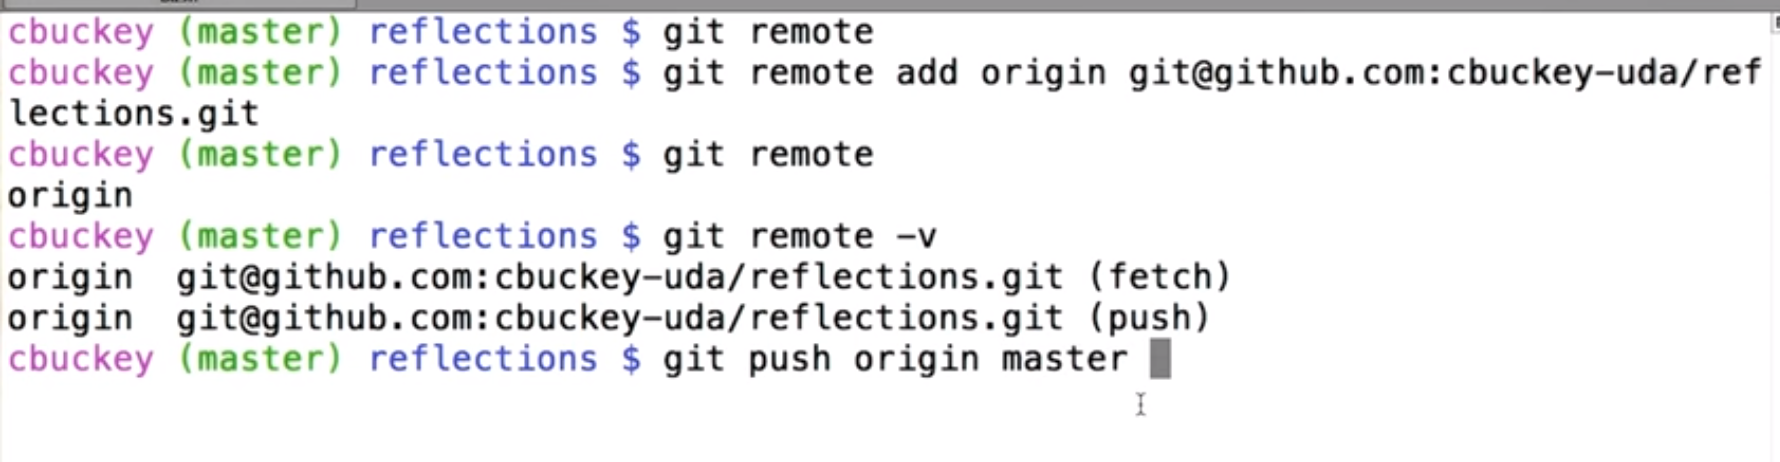 cbuckey (master) reflections $ git remote
cbuckey (master) reflections $ git remote add origin git@github.com:cbuckey-uda/ref
lections.git
cbuckey (master) reflections $ git remote
origin
cbuckey (master) reflections $ git remote -v
origin  git@github.com:cbuckey-uda/reflections.git (fetch)
origin  git@github.com:cbuckey-uda/reflections.git (push)
cbuckey (master) reflections $ git push origin master